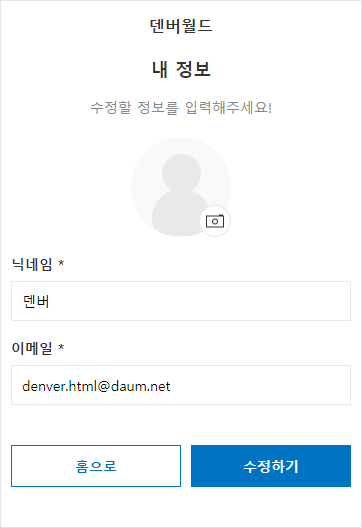 덴버월드
내 정보
수정할 정보를 입력해주세요!
닉네임 *
덴버
이메일 *
denver.html@daum.net
홈으로 수정하기